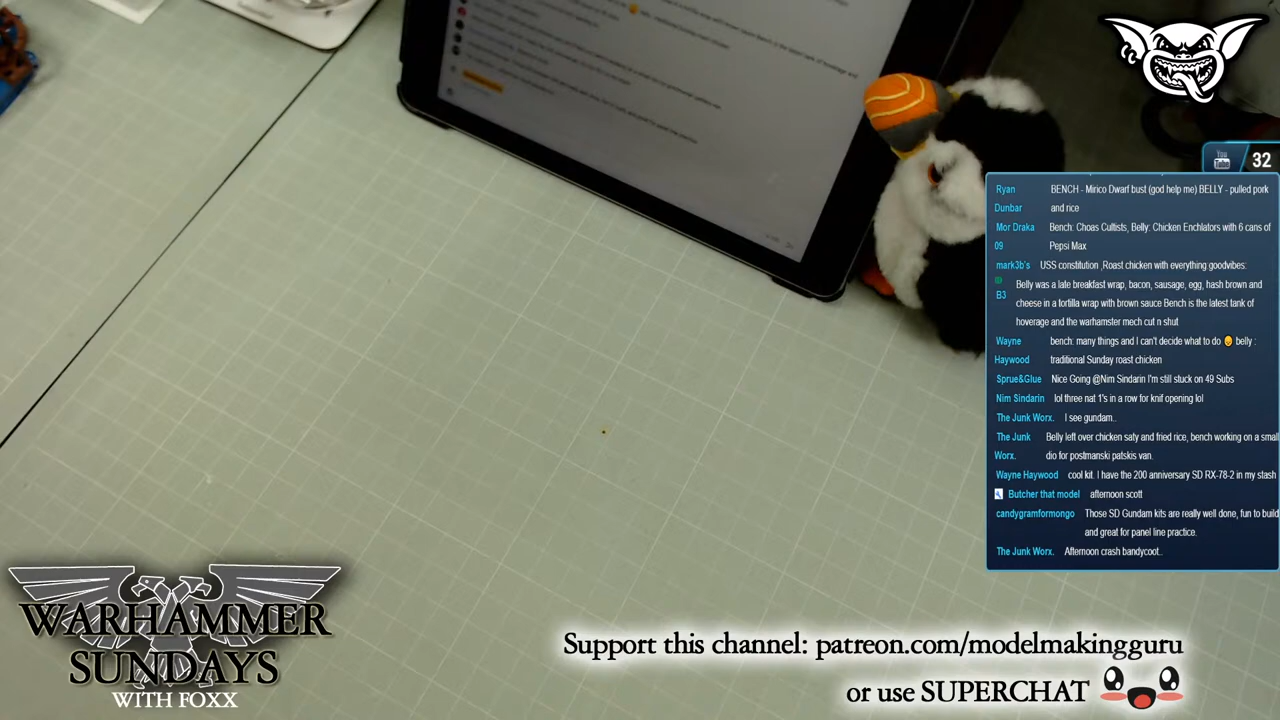 You
Tube
32
Ryan Dunbar BENCH - Mirico Dwarf bust (god help me) BELLY - pulled pork
and rice
Mor Draka 09 Bench: Choas Cultists, Belly: Chicken Enchlators with 6 cans of
Pepsi Max
mark3b's USS constitution ,Roast chicken with everything:goodvibes:
B3 Belly was a late breakfast wrap, bacon, sausage, egg, hash brown and
cheese in a tortilla wrap with brown sauce Bench is the latest tank of
hoverage and the warhamster mech cut n shut
Wayne Haywood bench: many things and I can't decide what to do belly :
traditional Sunday roast chicken
Sprue&Glue Nice Going @Nim Sindarin I'm still stuck on 49 Subs
Nim Sindarin lol three nat 1's in a row for knif opening lol
The Junk Worx. I see gundam..
The Junk Worx. Belly left over chicken saty and fried rice, bench working on a small
dio for postmanski patskis van.
Wayne Haywood cool kit. I have the 200 anniversary SD RX-78-2 in my stash
Butcher that model afternoon scott
candygramformongo Those SD Gundam kits are really well done, fun to build
and great for panel line practice.
The Junk Worx. Afternoon crash bandycoot..
WARHAMMER
SUNDAYS
WITH FOXX
Support this channel: patreon.com/modelmakingguru
or use SUPERCHAT